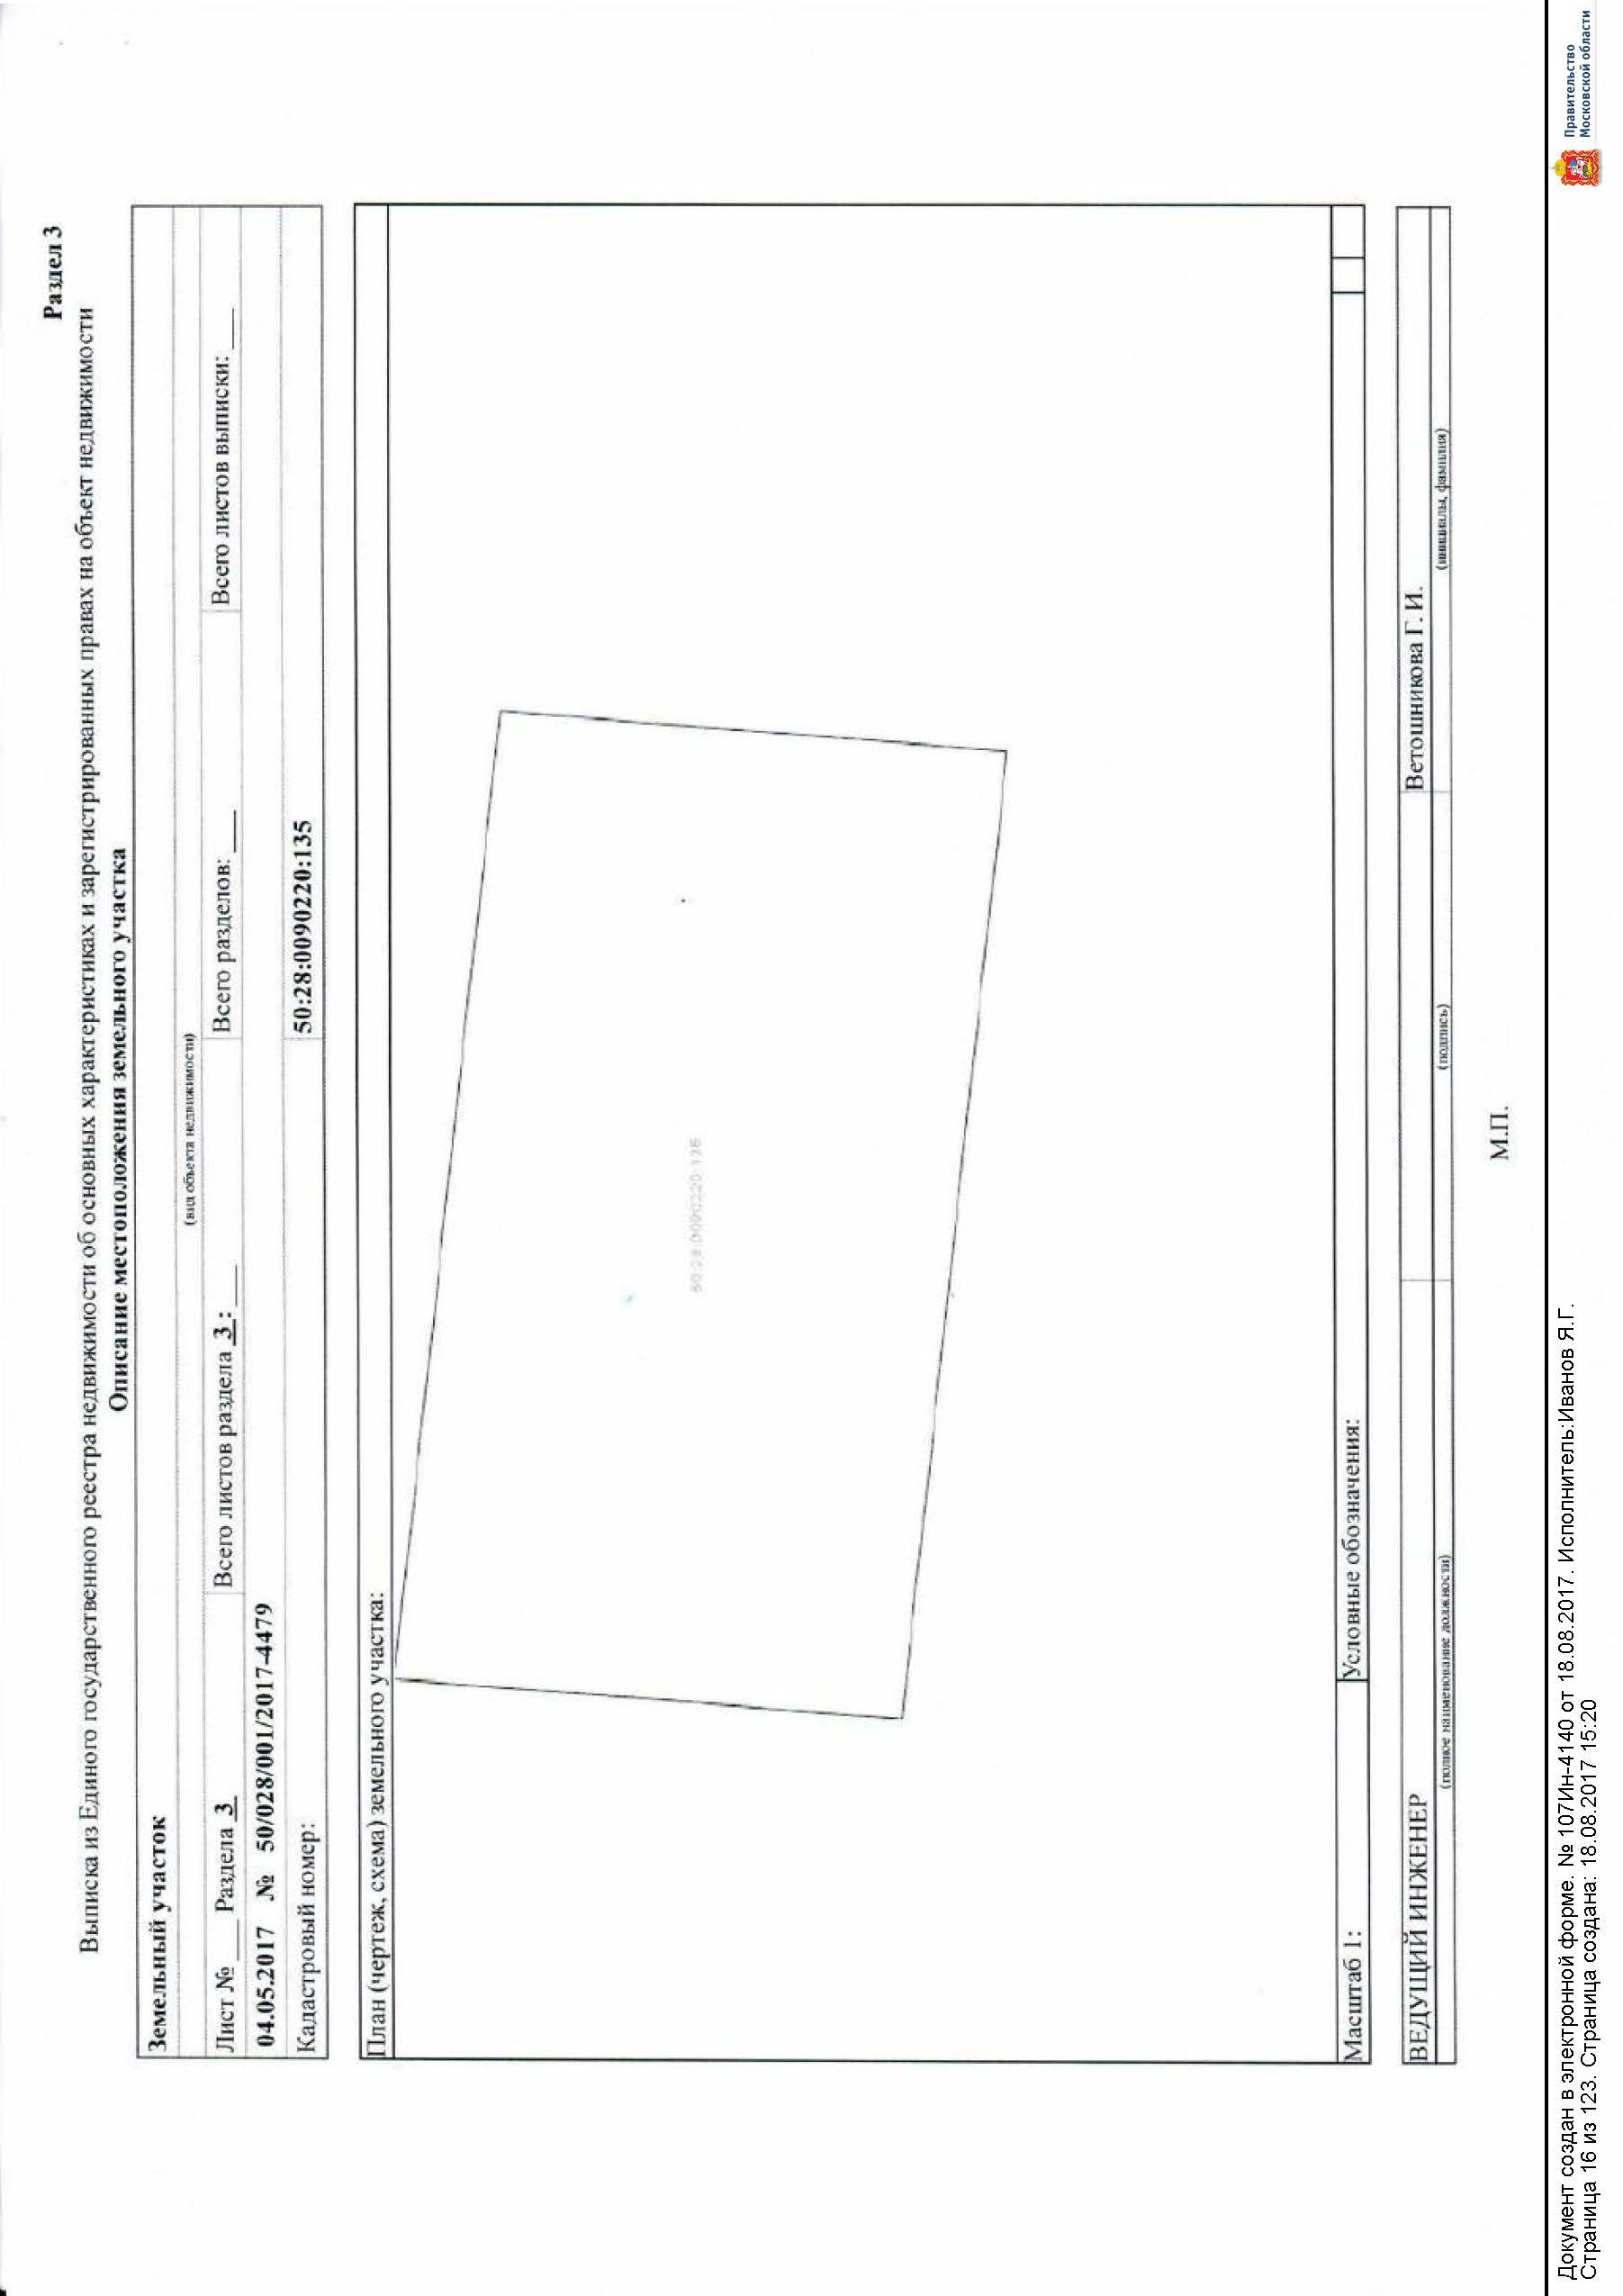 Раздел 3
Выписка из Единого государственного реестра недвижимости об основных характеристиках и зарегистрированных правах на объект недвижимости
Описание местоположения земельного участка
Земельный участок
(вид объекта недвижимости)
Лист № ___ Раздела 3 Всего листов раздела 3 : ___ Всего разделов: ___ Всего листов выписки: ___
04.05.2017 № 50/028/001/2017-4479
Кадастровый номер: 50:28:0090220:135
План (чертеж, схема) земельного участка:
50:28:0090220:135
Масштаб 1: Условные обозначения:
ВЕДУЩИЙ ИНЖЕНЕР Ветошникова Г. И.
(полное наименование должности) (подпись) (инициалы, фамилия)
М.П.
Документ создан в электронной форме. № 107Ин-4140 от 18.08.2017. Исполнитель:Иванов Я.Г.
Страница 16 из 123. Страница создана: 18.08.2017 15:20
Правительство
Московской области